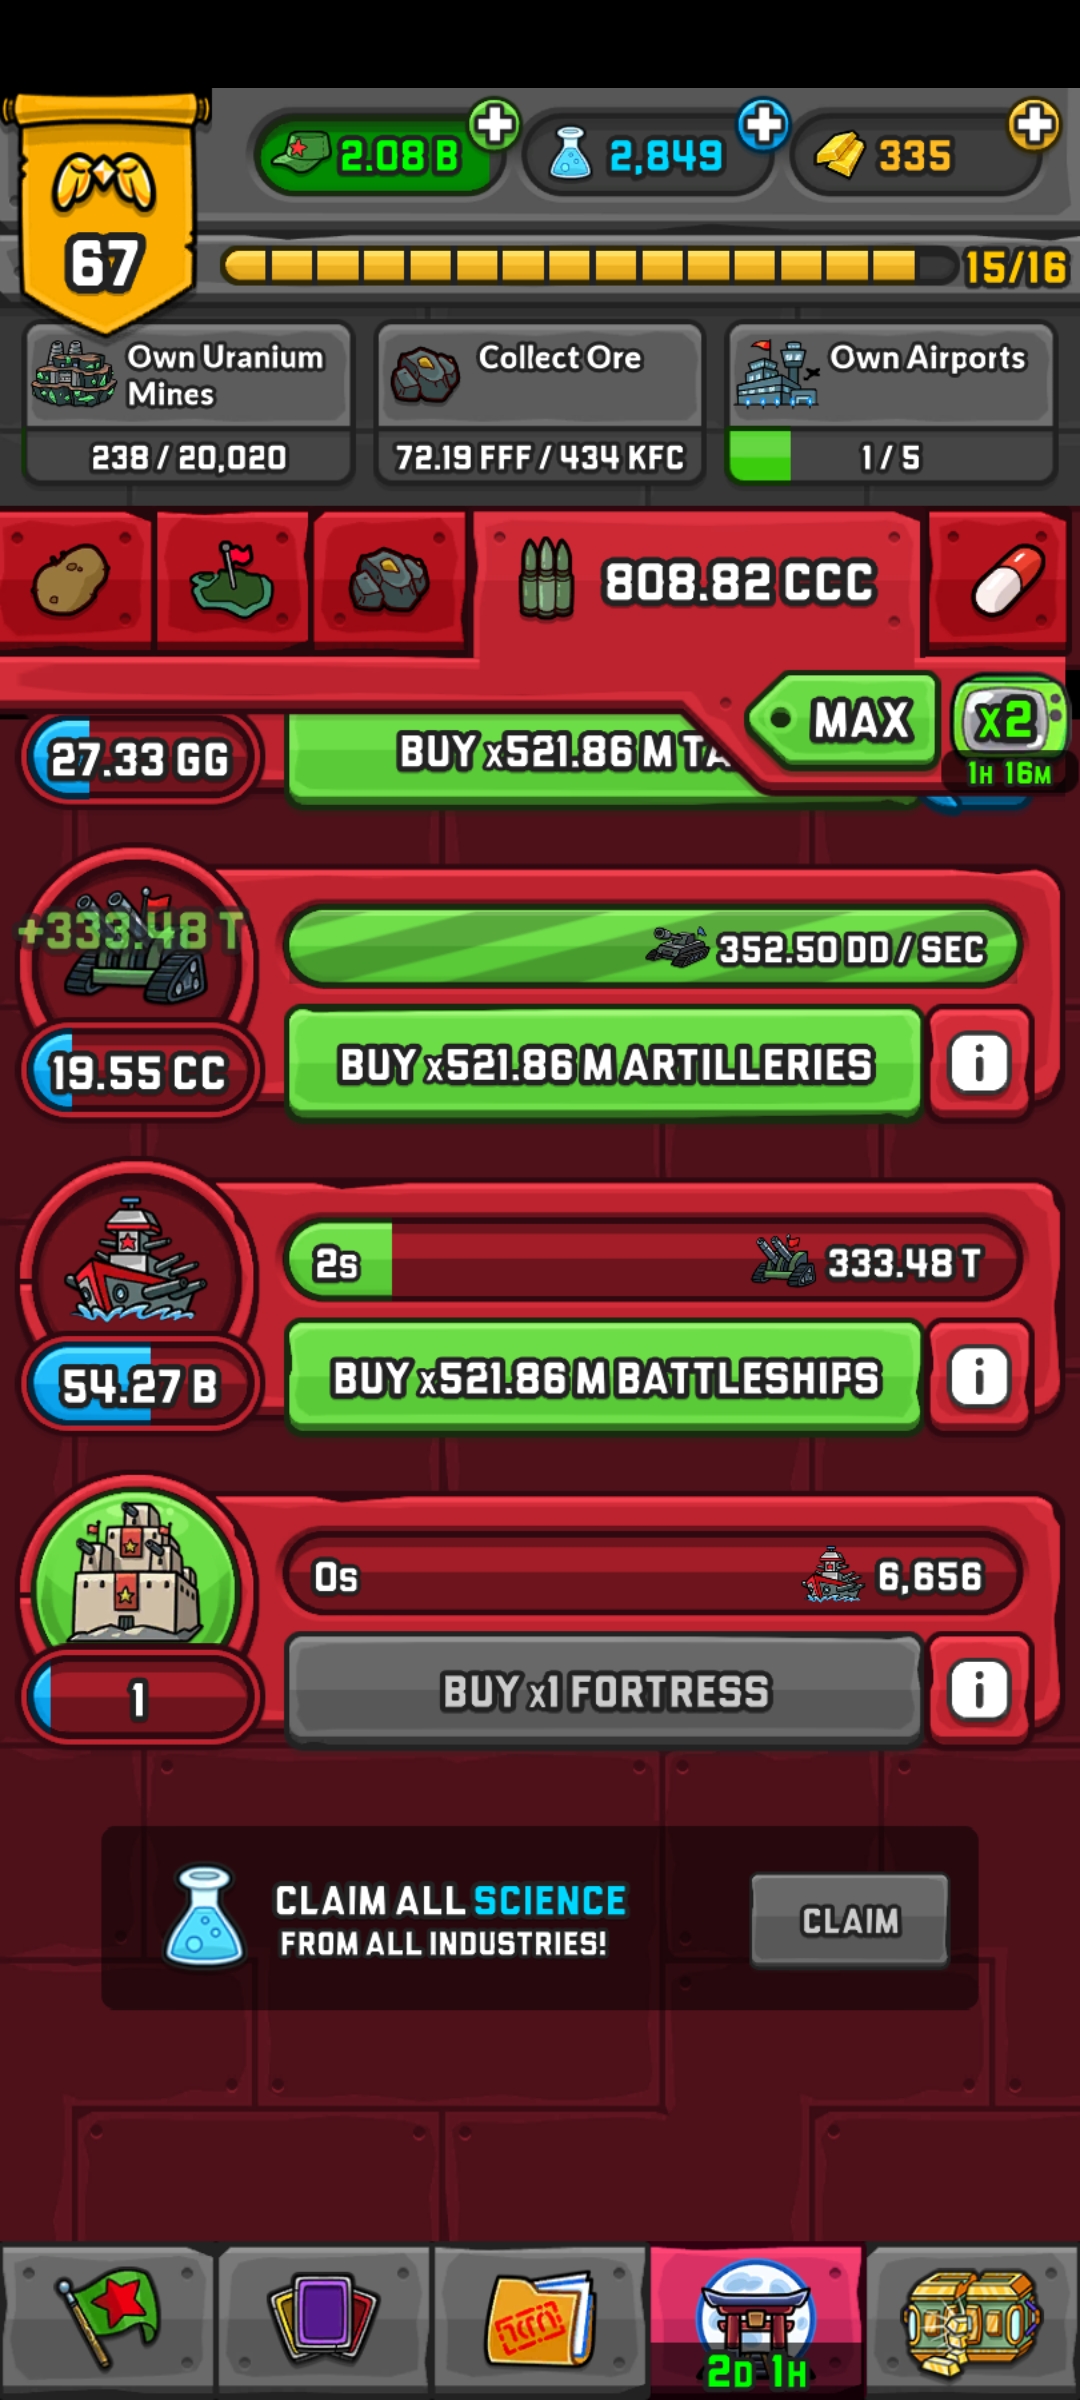 2.08 B
2,849
335
67
15/16
Own Uranium
Mines
238 / 20,020
Collect Ore
72.19 FFF / 434 KFC
Own Airports
1 / 5
808.82 CCC
MAX
x2
1H 16M
27.33 GG
BUY x521.86 M TA
+333.48 T
352.50 DD / SEC
19.55 CC
BUY x521.86 M ARTILLERIES
i
2s
333.48 T
54.27 B
BUY x521.86 M BATTLESHIPS
i
0s
6,656
1
BUY x1 FORTRESS
i
CLAIM ALL SCIENCE
FROM ALL INDUSTRIES!
CLAIM
2D 1H